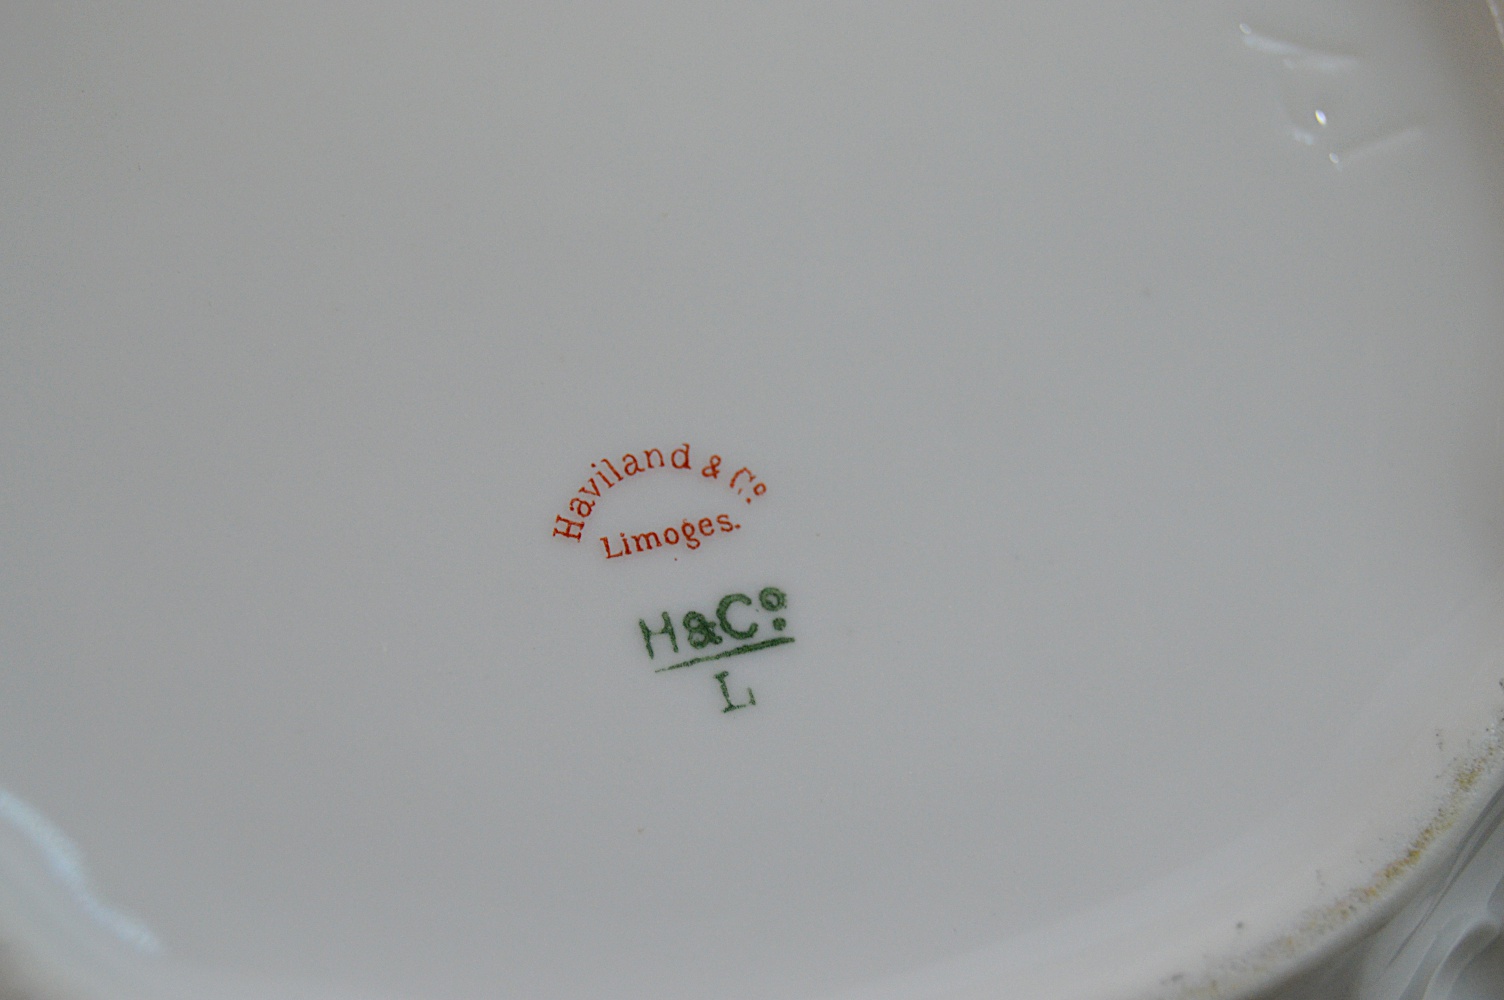 Haviland & Co.
Limoges.
H&Co.
L